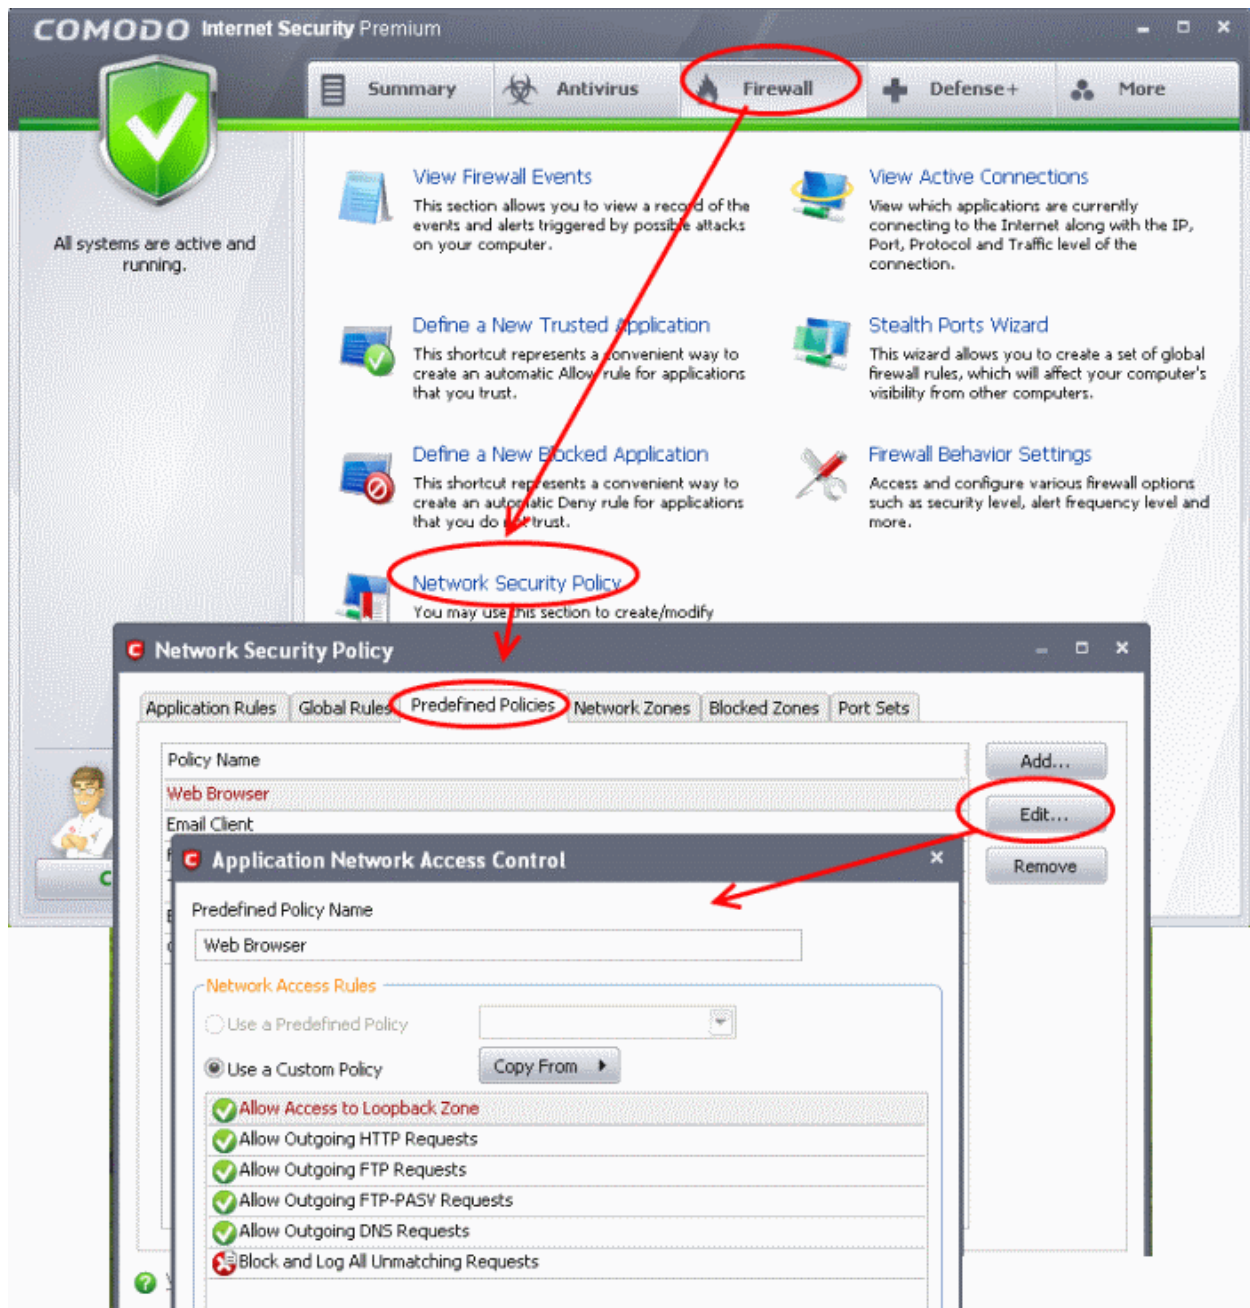 COMODO Internet Security Premium
Summary
Antivirus
Firewall
Defense+
More
All systems are active and
running.
View Firewall Events
This section allows you to view a record of the
events and alerts triggered by possible attacks
on your computer.
View Active Connections
View which applications are currently
connecting to the Internet along with the IP,
Port, Protocol and Traffic level of the
connection.
Define a New Trusted Application
This shortcut represents a convenient way to
create an automatic Allow rule for applications
that you trust.
Stealth Ports Wizard
This wizard allows you to create a set of global
firewall rules, which will affect your computer's
visibility from other computers.
Define a New Blocked Application
This shortcut represents a convenient way to
create an automatic Deny rule for applications
that you do not trust.
Firewall Behavior Settings
Access and configure various firewall options
such as security level, alert frequency level and
more.
Network Security Policy
You may use this section to create/modify
Network Security Policy
Application Rules
Global Rules
Predefined Policies
Network Zones
Blocked Zones
Port Sets
Policy Name
Web Browser
Email Client
Add...
Edit...
Remove
Application Network Access Control
Predefined Policy Name
Web Browser
Network Access Rules
Use a Predefined Policy
Use a Custom Policy
Copy From
Allow Access to Loopback Zone
Allow Outgoing HTTP Requests
Allow Outgoing FTP Requests
Allow Outgoing FTP-PASV Requests
Allow Outgoing DNS Requests
Block and Log All Unmatching Requests